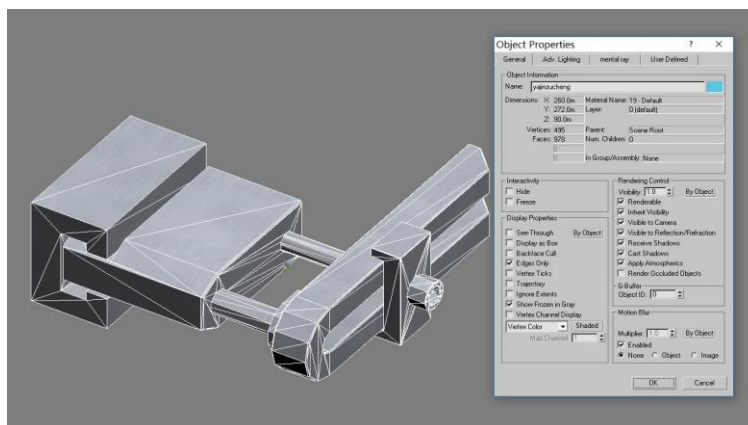 Object Properties ? ×
General Adv. Lighting mental ray User Defined
Object Information
Name: yajinzucheng
Dimensions: X: 260.0m Material Name: 19 - Default
Y: 272.0m Layer: 0 (default)
Z: 90.0m
Vertices: 495 Parent: Scene Root
Faces: 978 Num. Children: 0
0
0 In Group/Assembly: None
Interactivity
Hide
Freeze
Display Properties
See-Through By Object
Display as Box
Backface Cull
Edges Only
Vertex Ticks
Trajectory
Ignore Extents
Show Frozen in Gray
Vertex Channel Display
Vertex Color Shaded
Map Channel: 1
Rendering Control
Visibility: 1.0 By Object
Renderable
Inherit Visibility
Visible to Camera
Visible to Reflection/Refraction
Receive Shadows
Cast Shadows
Apply Atmospherics
Render Occluded Objects
G-Buffer
Object ID: 0
Motion Blur
Multiplier: 1.0 By Object
Enabled
None Object Image
OK Cancel